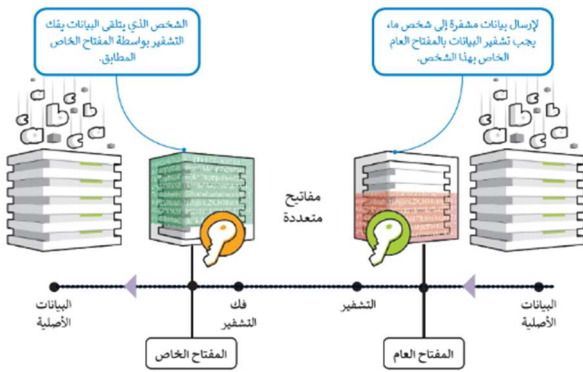 لإرسال بيانات مشفرة إلى شخص ما،
يجب تشفير البيانات بالمفتاح العام
الخاص بهذا الشخص.
الشخص الذي يتلقى البيانات يفك
التشفير بواسطة المفتاح الخاص
المطابق.
مفاتيح
متعددة
البيانات
الأصلية
التشفير
فك
التشفير
البيانات
الأصلية
المفتاح العام
المفتاح الخاص